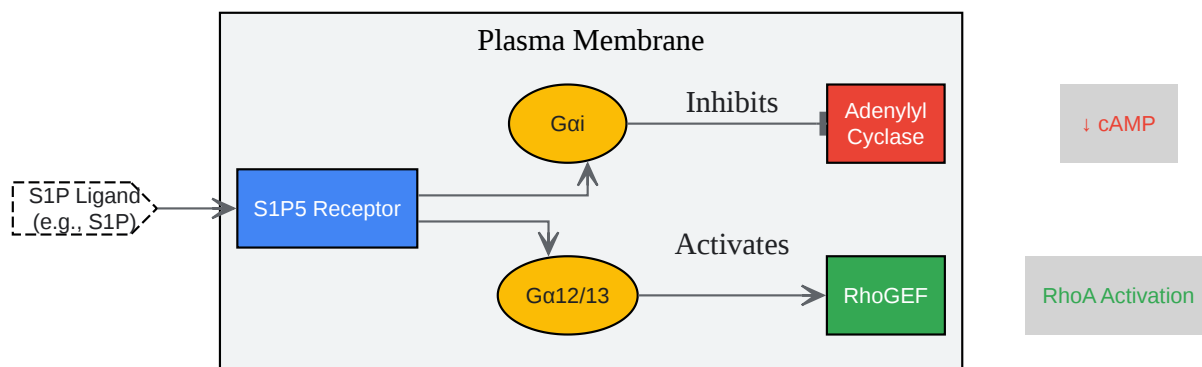 Plasma Membrane
Gαi
Inhibits
Adenylyl
Cyclase
↓ cAMP
S1P Ligand
(e.g., S1P)
S1P5 Receptor
Activates
Gα12/13
RhoGEF
RhoA Activation